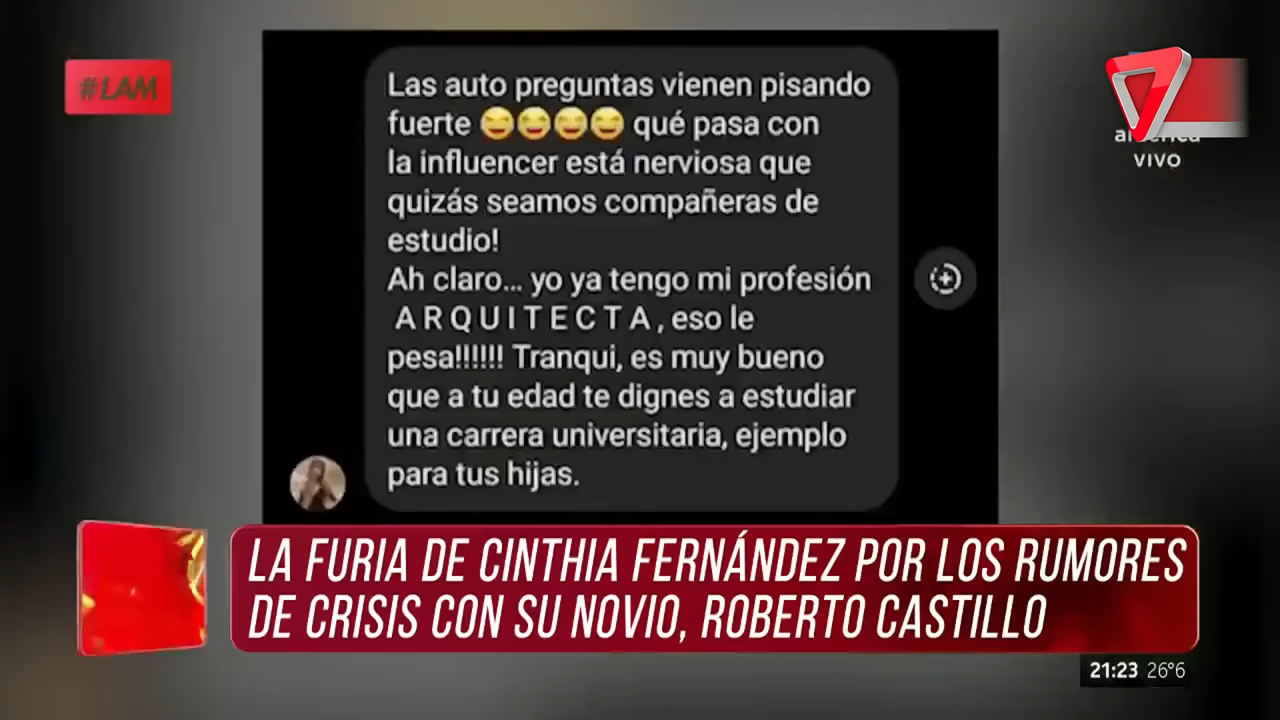 #LAM
Las auto preguntas vienen pisando
fuerte 😆😆😆😆 qué pasa con
la influencer está nerviosa que
quizás seamos compañeras de
estudio!
Ah claro... yo ya tengo mi profesión
A R Q U I T E C T A , eso le
pesa!!!!!! Tranqui, es muy bueno
que a tu edad te dignes a estudiar
una carrera universitaria, ejemplo
para tus hijas.
américa
VIVO
LA FURIA DE CINTHIA FERNÁNDEZ POR LOS RUMORES
DE CRISIS CON SU NOVIO, ROBERTO CASTILLO
21:23 26°6